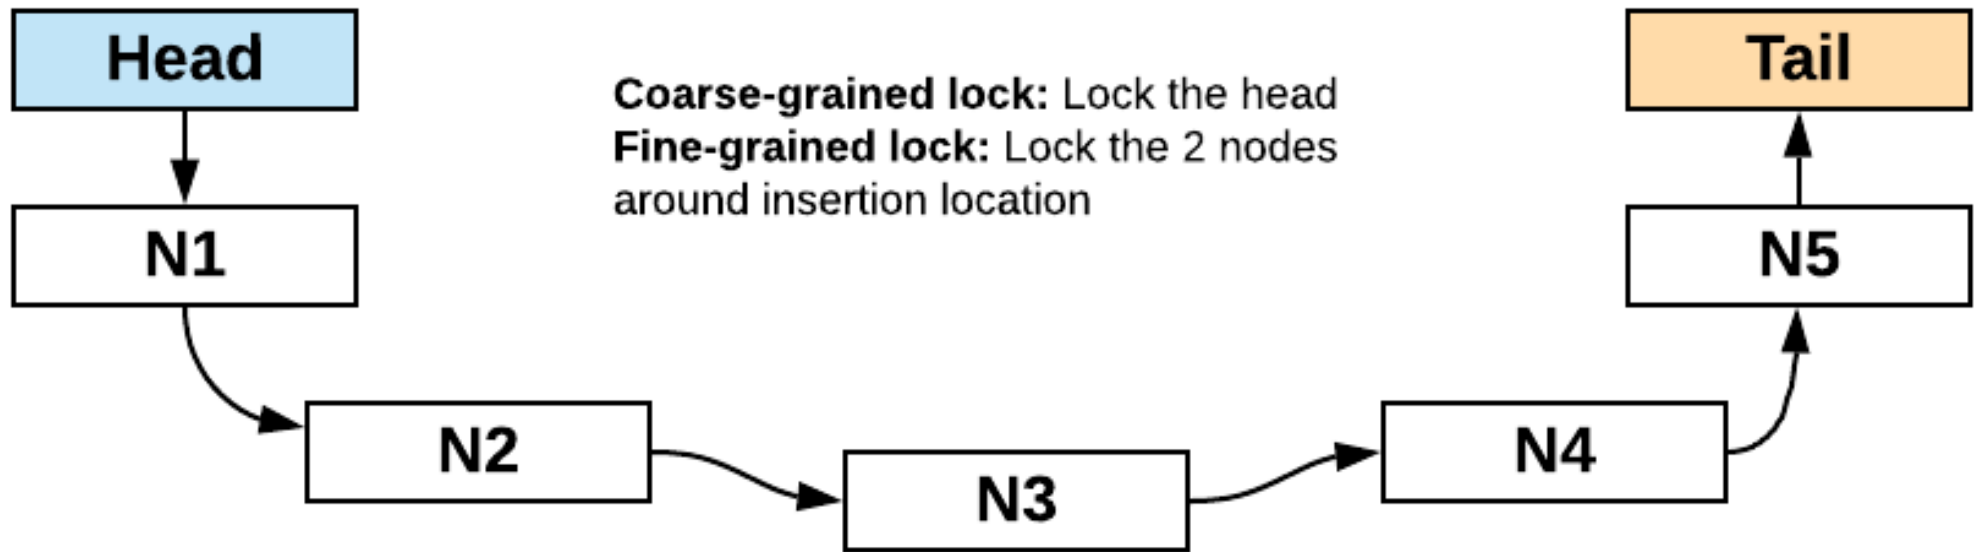 Head
Tail
Coarse-grained lock: Lock the head
Fine-grained lock: Lock the 2 nodes
around insertion location
N1
N5
N2
N4
N3